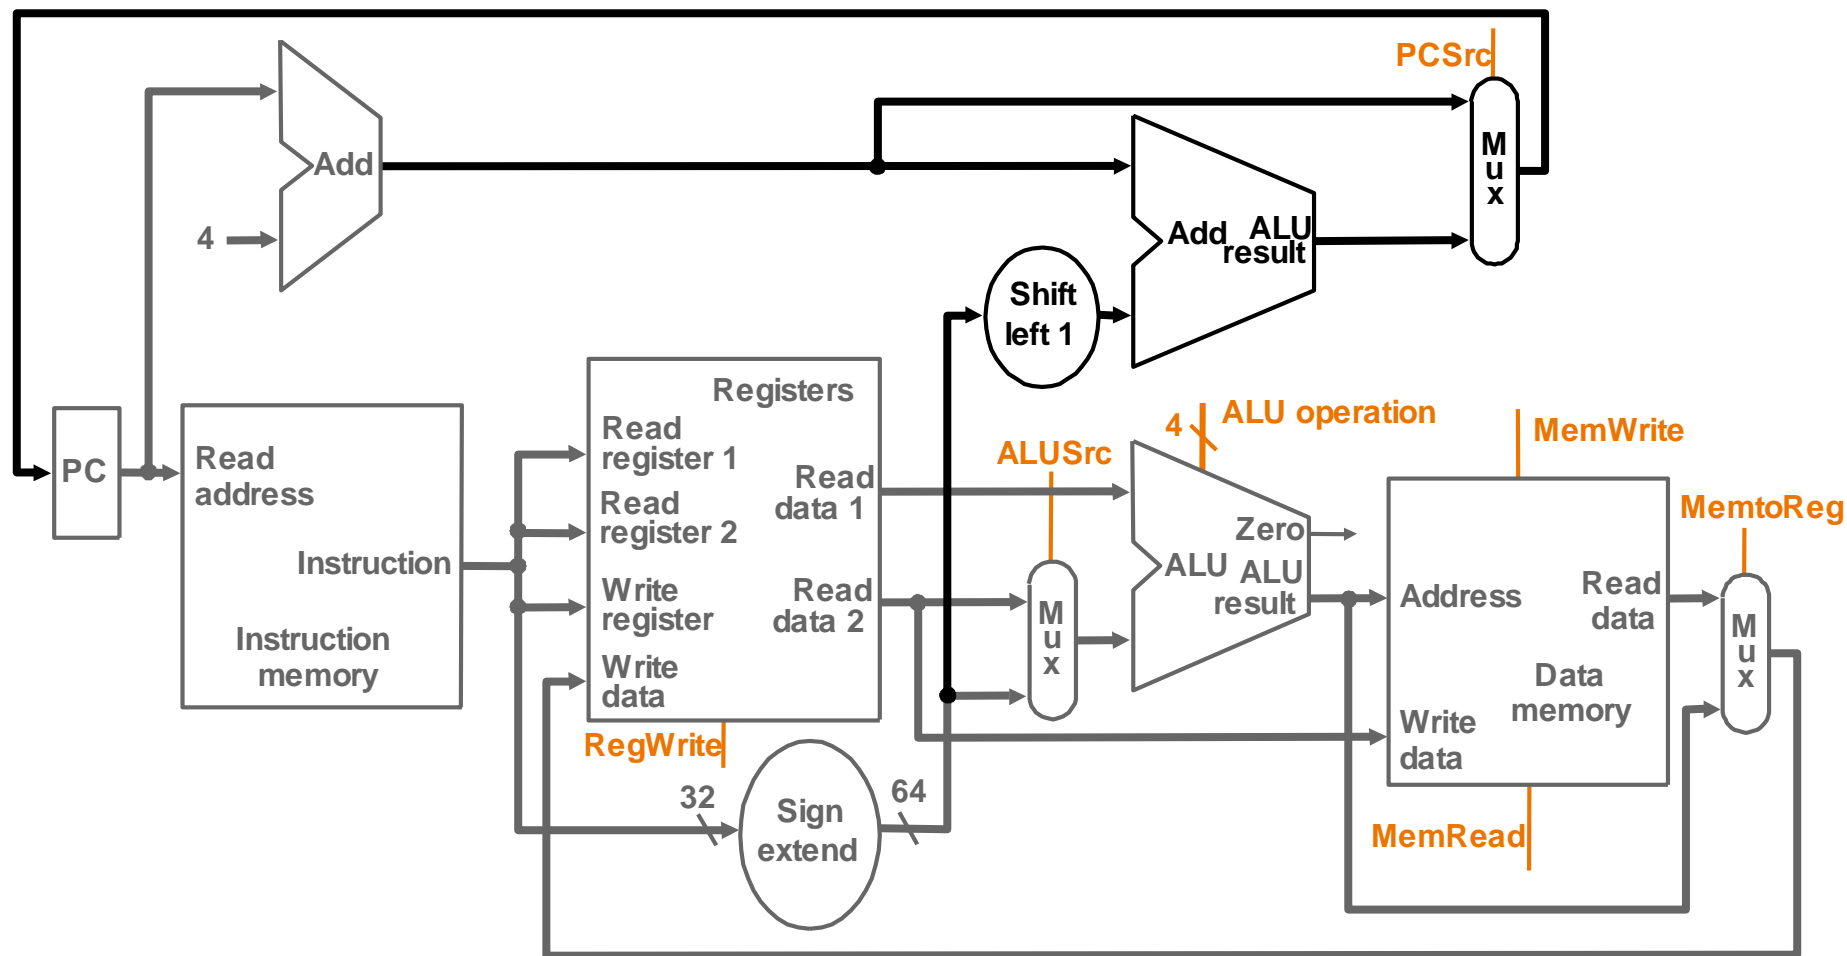 PCSrc
M
u
x
Add
4
Add
ALU
result
Shift
left 1
Registers
Read
register 1
Read
register 2
Write
register
Write
data
Read
data 1
Read
data 2
RegWrite
PC
Read
address
Instruction
Instruction
memory
ALUSrc
M
u
x
4
ALU operation
Zero
ALU
ALU
result
MemWrite
Address
Read
data
Data
memory
Write
data
MemRead
MemtoReg
M
u
x
32
Sign
extend
64